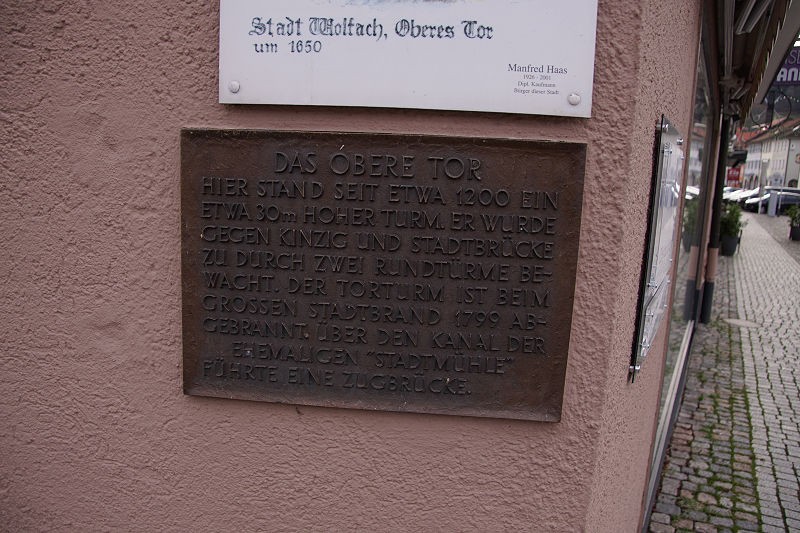 Stadt Wolfach, Oberes Tor
um 1650
Manfred Haas
1926 - 2001
Dipl. Kaufmann
Bürger dieser Stadt
DAS OBERE TOR
HIER STAND SEIT ETWA 1200 EIN
ETWA 30m HOHER TURM. ER WURDE
GEGEN KINZIG UND STADTBRÜCKE
ZU DURCH ZWEI RUNDTÜRME BE-
WACHT. DER TORTURM IST BEIM
GROSSEN STADTBRAND 1799 AB-
GEBRANNT. ÜBER DEN KANAL DER
EHEMALIGEN "STADTMÜHLE"
FÜHRTE EINE ZUGBRÜCKE.